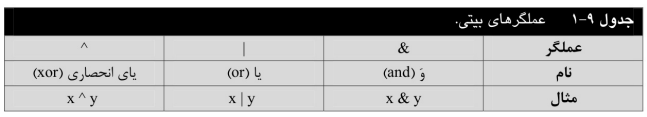 جدول ۹-۱ عملگرهای بیتی.
عملگر & | ^
نام وَ (and) یا (or) یای انحصاری (xor)
مثال x & y x | y x ^ y